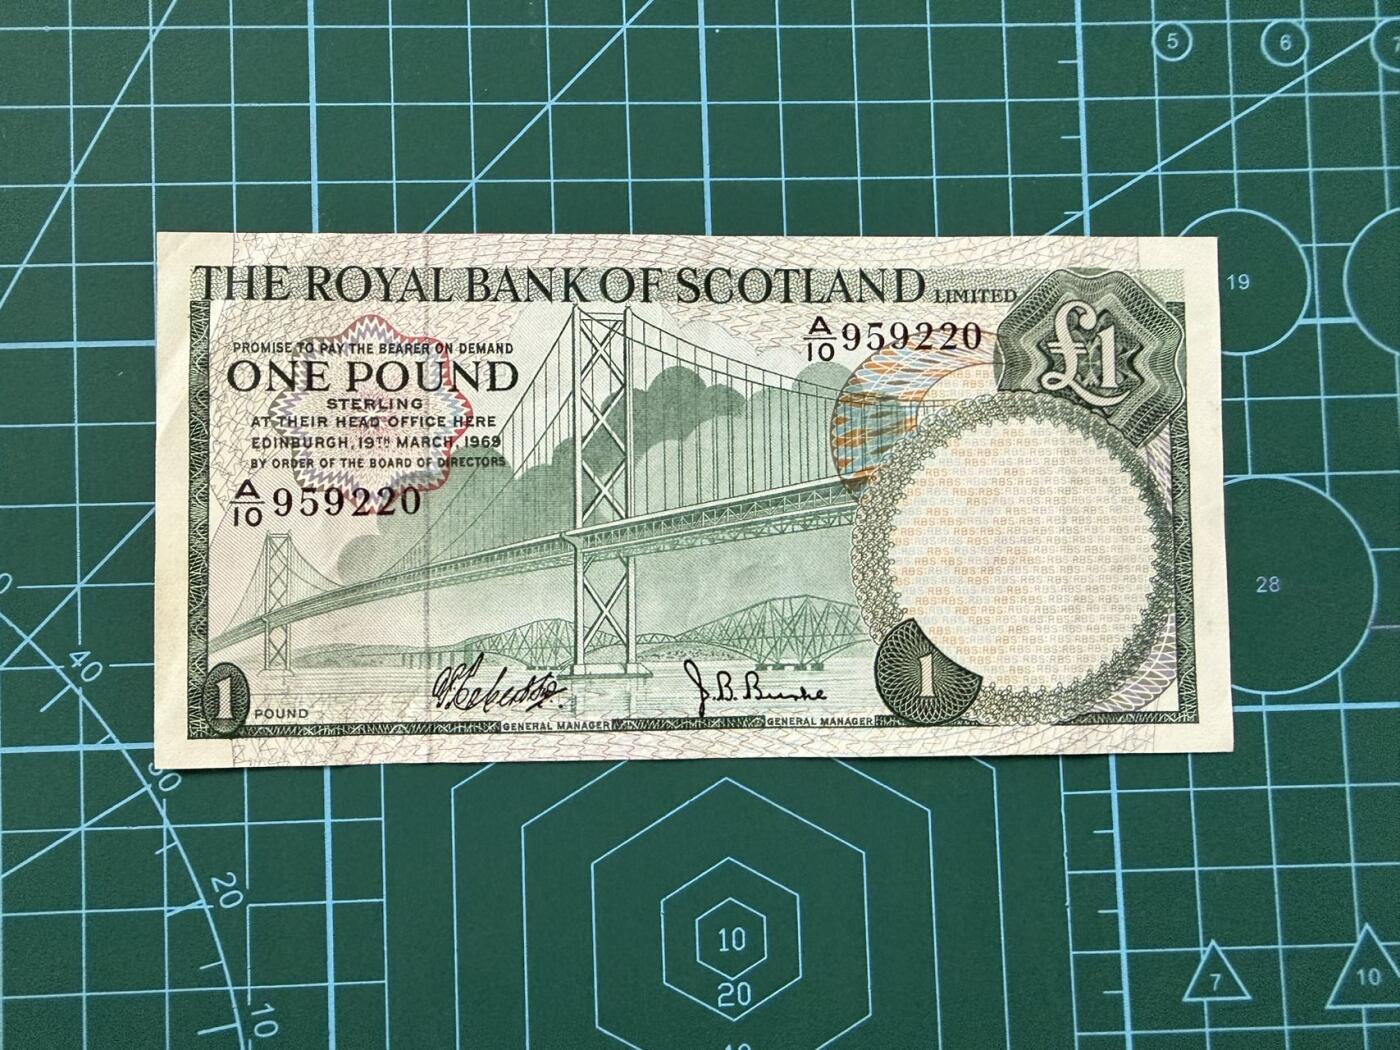 5
6
19
THE ROYAL BANK OF SCOTLAND LIMITED
£1
A/10 959220
PROMISE TO PAY THE BEARER ON DEMAND
ONE POUND
STERLING
AT THEIR HEAD OFFICE HERE
EDINBURGH, 19TH MARCH, 1969
BY ORDER OF THE BOARD OF DIRECTORS
A/10 959220
28
40
J. B. Burke
1
POUND
GENERAL MANAGER
GENERAL MANAGER
1
20
10
10
20
7
10